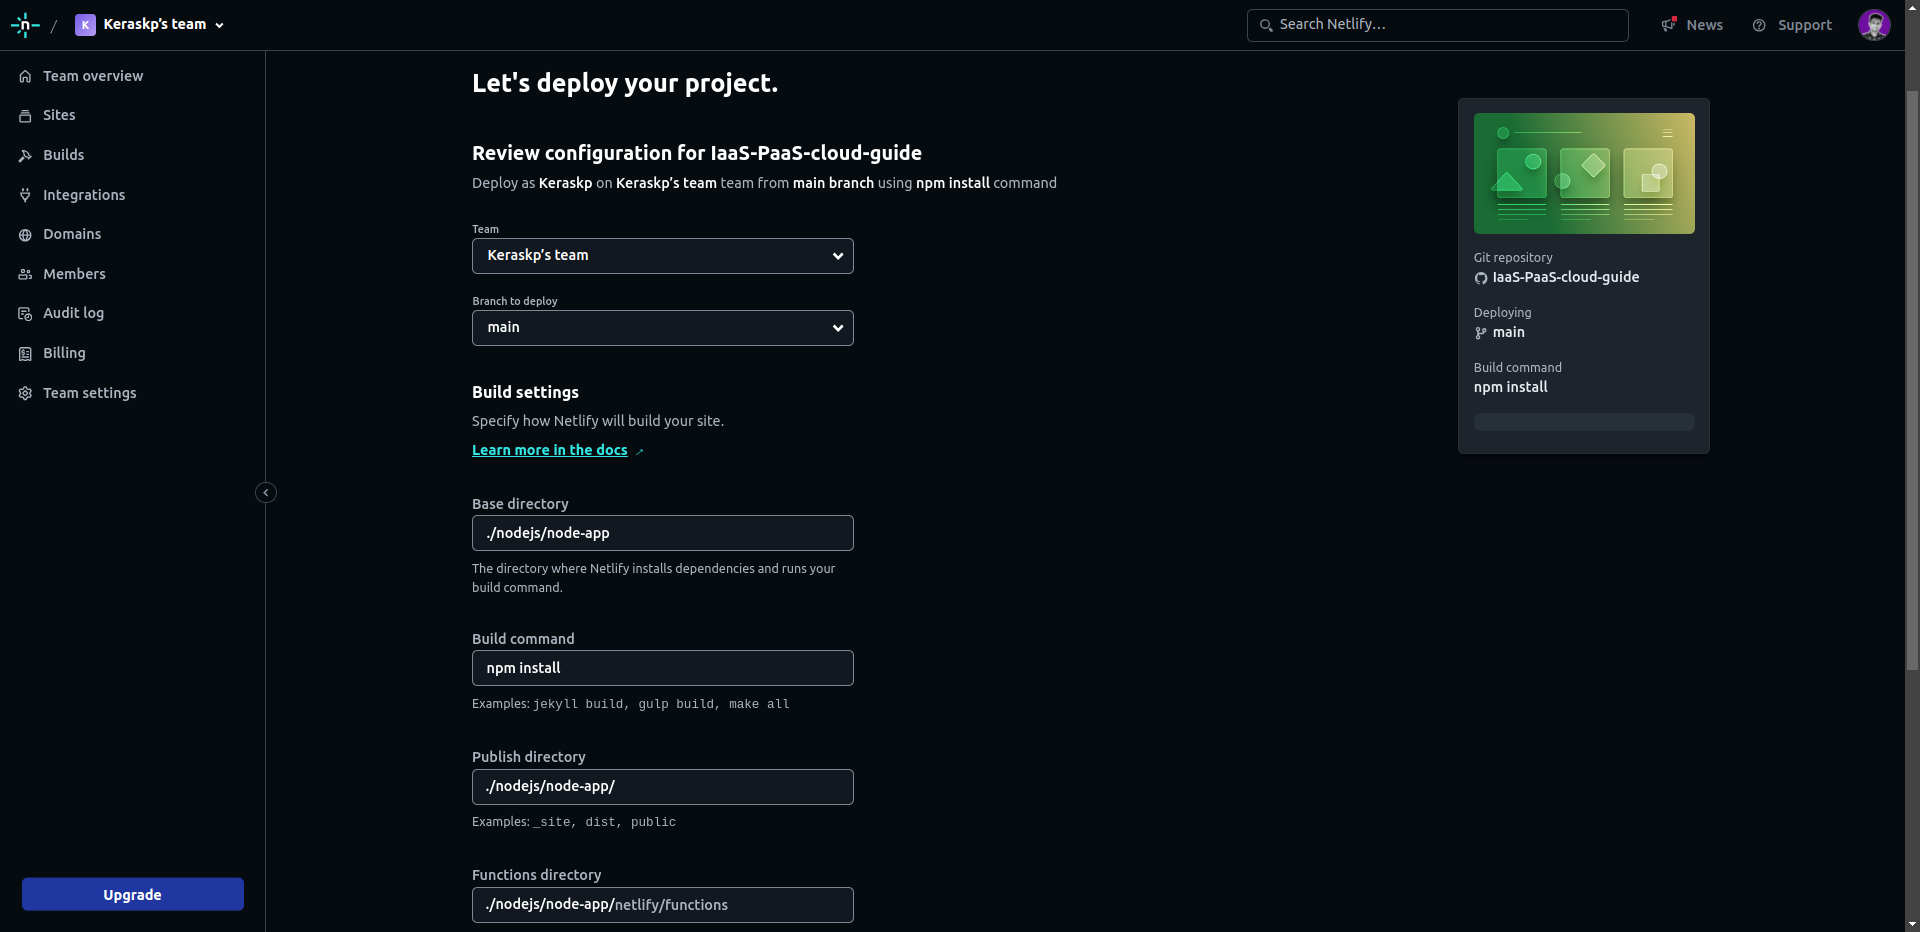 / K Keraskp's team
Search Netlify...
News
Support
Team overview
Sites
Builds
Integrations
Domains
Members
Audit log
Billing
Team settings
Upgrade
Let's deploy your project.
Review configuration for IaaS-PaaS-cloud-guide
Deploy as Keraskp on Keraskp's team team from main branch using npm install command
Team
Keraskp's team
Branch to deploy
main
Build settings
Specify how Netlify will build your site.
Learn more in the docs
Base directory
./nodejs/node-app
The directory where Netlify installs dependencies and runs your
build command.
Build command
npm install
Examples: jekyll build, gulp build, make all
Publish directory
./nodejs/node-app/
Examples: _site, dist, public
Functions directory
./nodejs/node-app/netlify/functions
Git repository
IaaS-PaaS-cloud-guide
Deploying
main
Build command
npm install